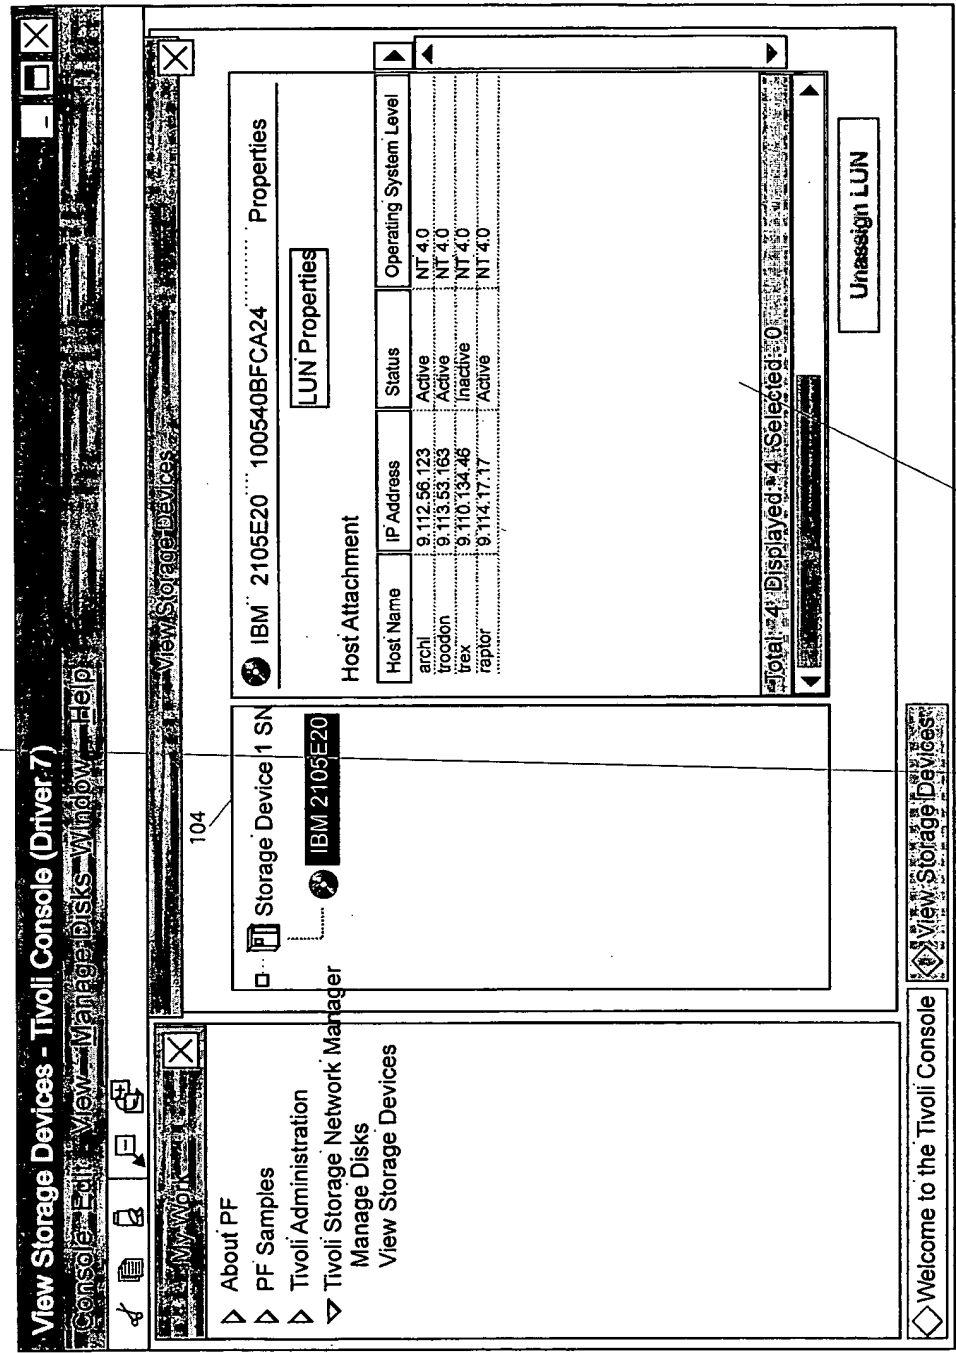 View Storage Devices - Tivoli Console (Driver 7)
Console Edit View Manage Disks Window Help
My Work
About PF
PF Samples
Tivoli Administration
Tivoli Storage Network Manager
Manage Disks
View Storage Devices
View Storage Devices
104
Storage Device 1 SN
IBM 2105E20
IBM 2105E20 100540BFCA24 Properties
LUN Properties
Host Attachment
Host Name IP Address Status Operating System Level
archl 9.112.56.123 Active NT 4.0
troodon 9.113.53.163 Active NT 4.0
trex 9.110.134.46 Inactive NT 4.0
raptor 9.114.17.17 Active NT 4.0
Total: 4 Displayed: 4 Selected: 0
Unassign LUN
Welcome to the Tivoli Console
View Storage Devices